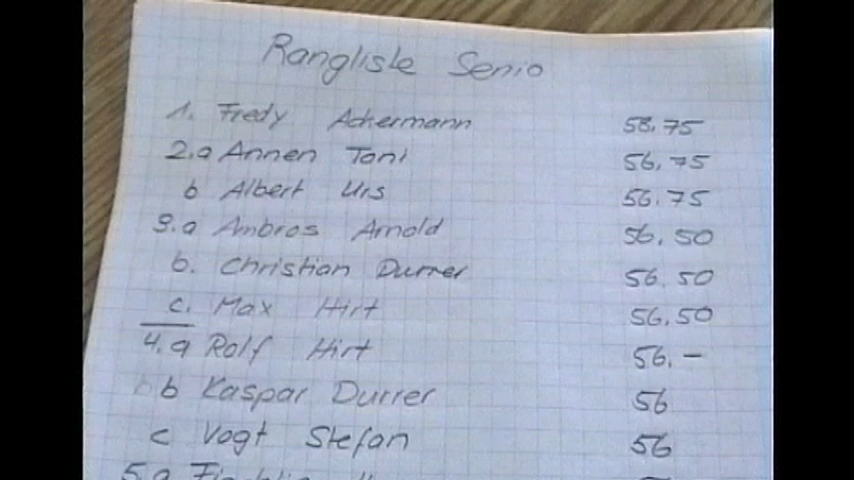 Rangliste Senio
1. Fredy Ackermann 58.75
2.a Annen Toni 56.75
b Albert Urs 56.75
3.a Ambros Arnold 56.50
b. Christian Durrer 56.50
c. Max Hirt 56.50
4.a Rolf Hirt 56.-
b Kaspar Durrer 56
c Vogt Stefan 56
5.a